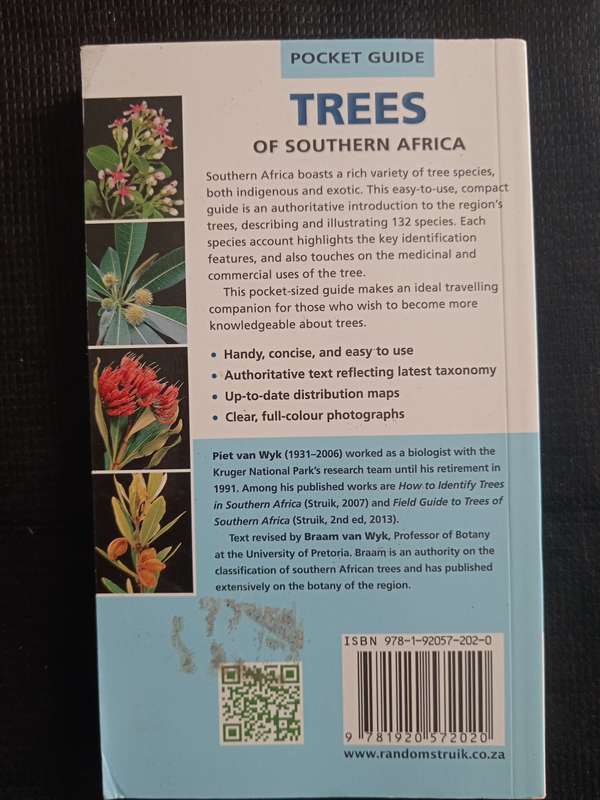 POCKET GUIDE
TREES
OF SOUTHERN AFRICA
Southern Africa boasts a rich variety of tree species,
both indigenous and exotic. This easy-to-use, compact
guide is an authoritative introduction to the region's
trees, describing and illustrating 132 species. Each
species account highlights the key identification
features, and also touches on the medicinal and
commercial uses of the tree.
This pocket-sized guide makes an ideal travelling
companion for those who wish to become more
knowledgeable about trees.
• Handy, concise, and easy to use
• Authoritative text reflecting latest taxonomy
• Up-to-date distribution maps
• Clear, full-colour photographs
Piet van Wyk (1931–2006) worked as a biologist with the
Kruger National Park's research team until his retirement in
1991. Among his published works are How to Identify Trees
in Southern Africa (Struik, 2007) and Field Guide to Trees of
Southern Africa (Struik, 2nd ed, 2013).
Text revised by Braam van Wyk, Professor of Botany
at the University of Pretoria. Braam is an authority on the
classification of southern African trees and has published
extensively on the botany of the region.
ISBN 978-1-92057-202-0
9 781920 572020
www.randomstruik.co.za